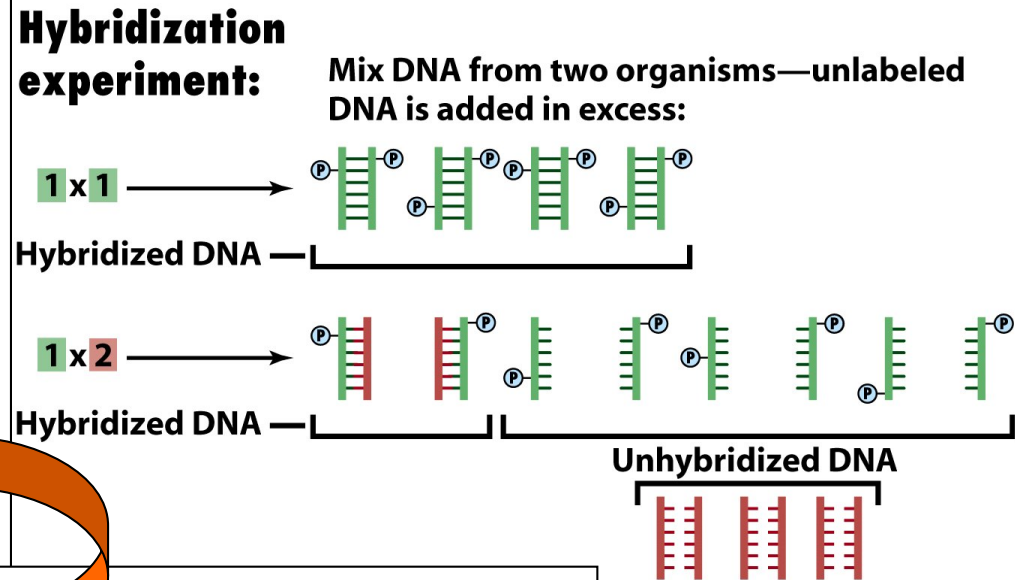 Hybridization
experiment:
Mix DNA from two organisms—unlabeled
DNA is added in excess:
P P P P P P P P
1 x 1
Hybridized DNA
P P P P P P P P
1 x 2
Hybridized DNA
Unhybridized DNA